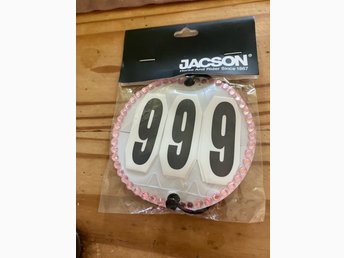 JACSON®
Horse And Rider Since 1987
999